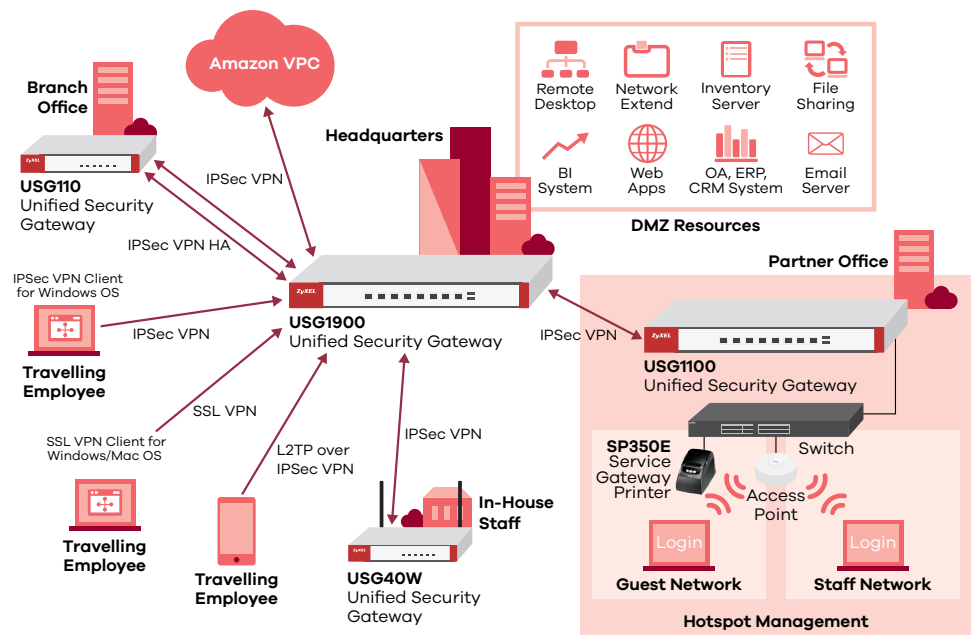 Amazon VPC
Branch
Office
ZyXEL
USG110
Unified Security
Gateway
IPSec VPN
IPSec VPN HA
Headquarters
Remote
Desktop
Network
Extend
Inventory
Server
File
Sharing
BI
System
Web
Apps
OA, ERP,
CRM System
Email
Server
DMZ Resources
IPSec VPN Client
for Windows OS
IPSec VPN
Travelling
Employee
ZyXEL
USG1900
Unified Security Gateway
IPSec VPN
Partner Office
ZyXEL
USG1100
Unified Security Gateway
SSL VPN
SSL VPN Client for
Windows/Mac OS
Travelling
Employee
L2TP over
IPSec VPN
Travelling
Employee
IPSec VPN
In-House
Staff
ZyXEL
USG40W
Unified Security
Gateway
Switch
SP350E
Service
Gateway
Printer
Access
Point
Login
Guest Network
Login
Staff Network
Hotspot Management